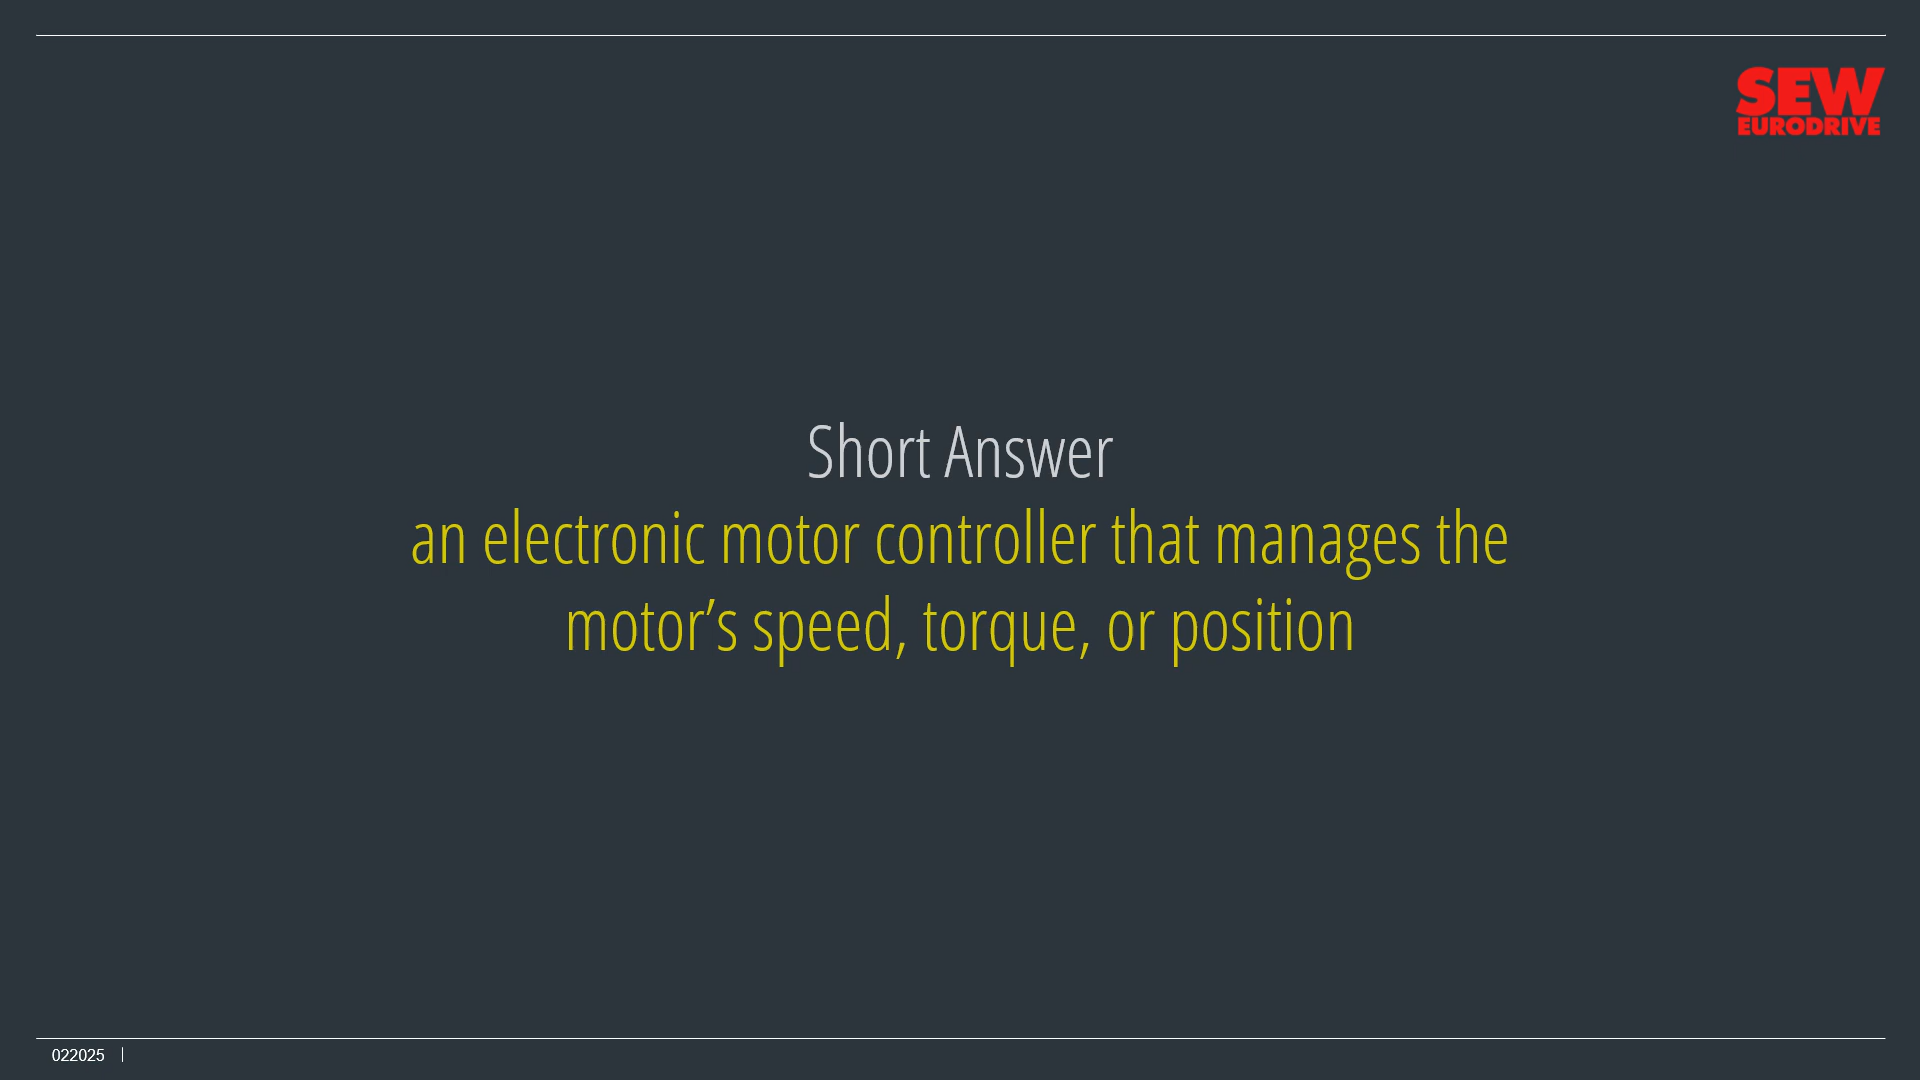 SEW
EURODRIVE
Short Answer
an electronic motor controller that manages the
motor’s speed, torque, or position
022025 |